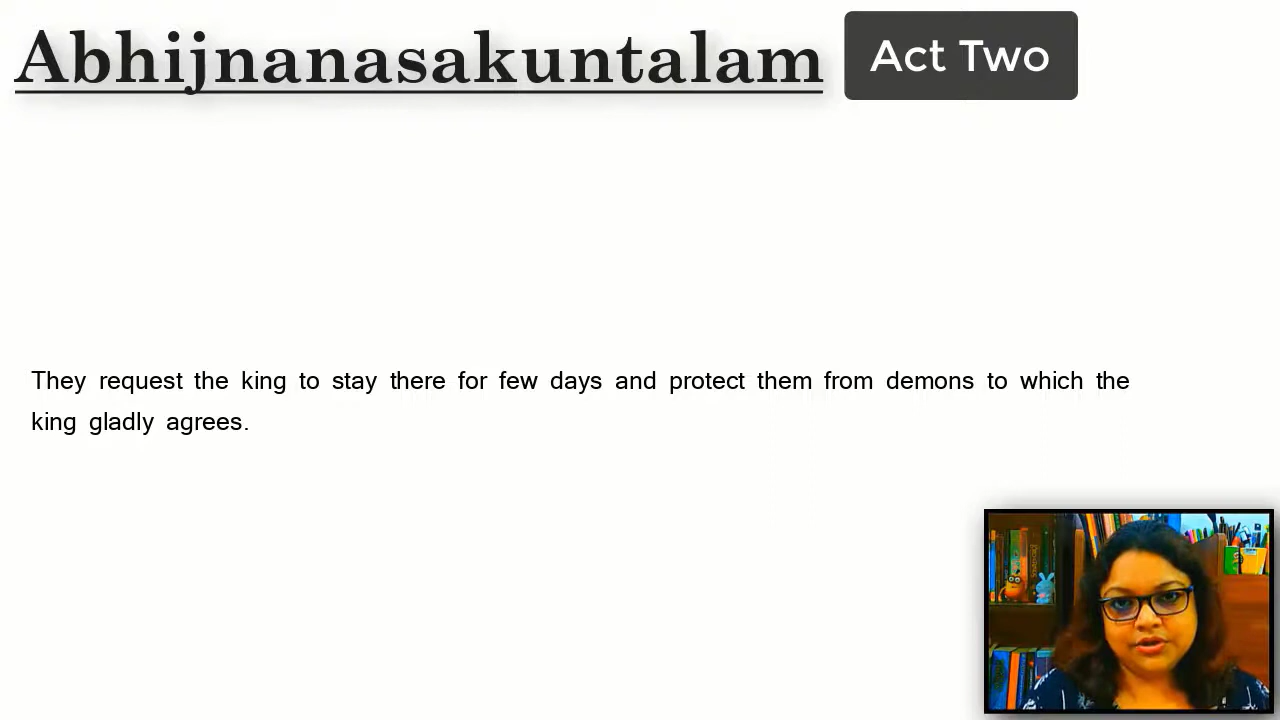 Abhijnanasakuntalam
Act Two
They request the king to stay there for few days and protect them from demons to which the
king gladly agrees.